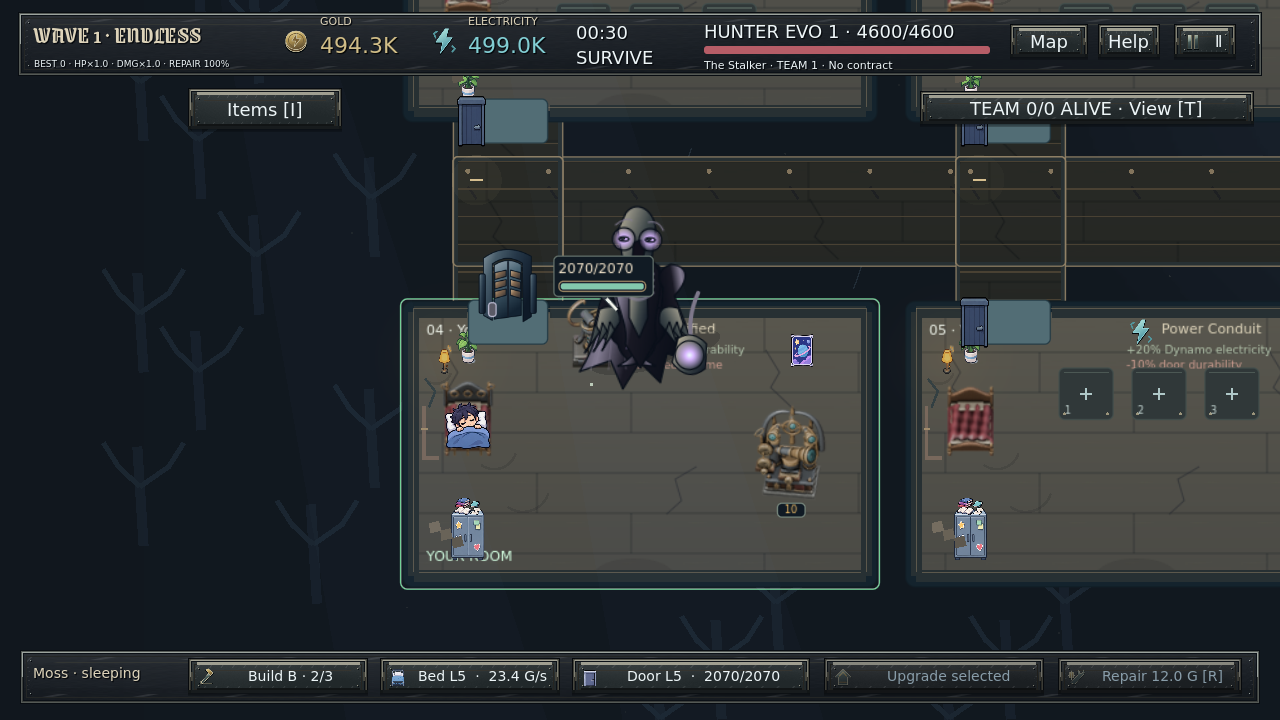 WAVE 1 · ENDLESS
BEST 0 · HP×1.0 · DMG×1.0 · REPAIR 100%
GOLD
494.3K
ELECTRICITY
499.0K
00:30
SURVIVE
HUNTER EVO 1 · 4600/4600
The Stalker · TEAM 1 · No contract
Map
Help
II
Items [I]
TEAM 0/0 ALIVE · View [T]
2070/2070
04 ·
05 ·
Power Conduit
+20% Dynamo electricity
-10% door durability
1
2
3
10
YOUR ROOM
Moss · sleeping
Build B · 2/3
Bed L5 · 23.4 G/s
Door L5 · 2070/2070
Upgrade selected
Repair 12.0 G [R]